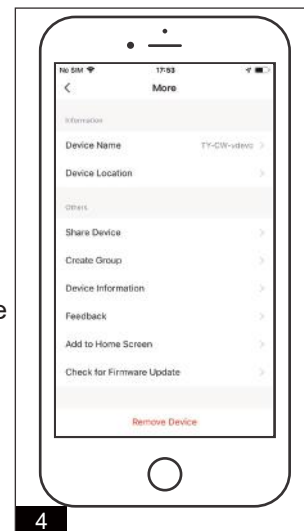 No SIM 17:53
More
Information
Device Name TY-CW-vdevo
Device Location
Others
Share Device
Create Group
Device Information
Feedback
e
Add to Home Screen
Check for Firmware Update
Remove Device
4